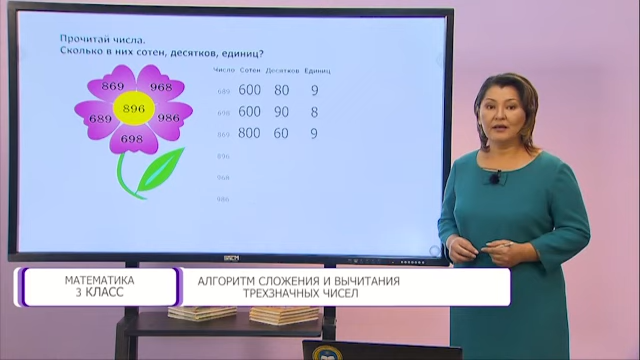 Прочитай числа.
Сколько в них сотен, десятков, единиц?
869
968
896
689
986
698
Число Сотен Десятков Единиц
689 600 80 9
698 600 90 8
869 800 60 9
896
968
986
МАТЕМАТИКА
3 КЛАСС
АЛГОРИТМ СЛОЖЕНИЯ И ВЫЧИТАНИЯ
ТРЕХЗНАЧНЫХ ЧИСЕЛ